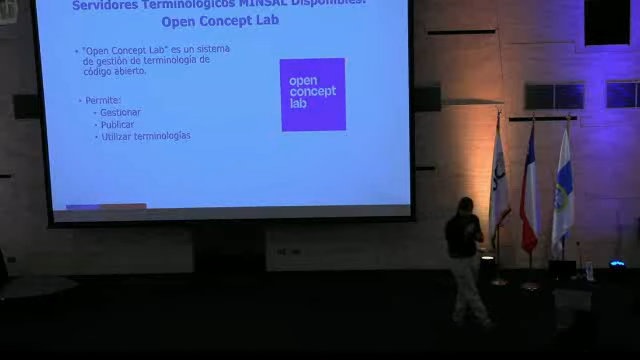 Servidores Terminológicos MINSAL Disponibles:
Open Concept Lab
• "Open Concept Lab" es un sistema
de gestión de terminología de
código abierto.
• Permite:
• Gestionar
• Publicar
• Utilizar terminologías
open
concept
lab